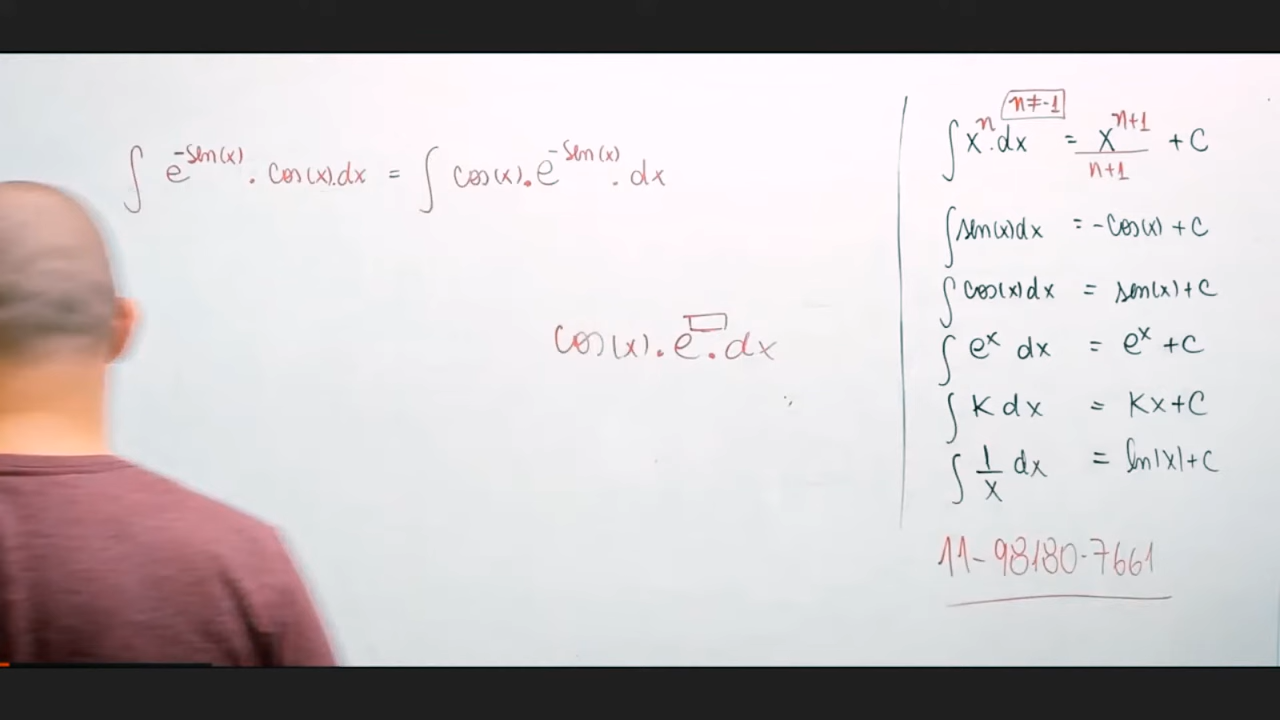 ∫ e^-sen(x) . cos(x).dx = ∫ cos(x).e^-sen(x) . dx
cos(x).e^□.dx
n≠-1
∫ x^n.dx = x^n+1/n+1 + C
∫ sen(x)dx = -cos(x) + C
∫ cos(x)dx = sen(x)+C
∫ e^x dx = e^x +C
∫ K dx = Kx+C
∫ 1/x dx = ln|x|+C
11-98180-7661